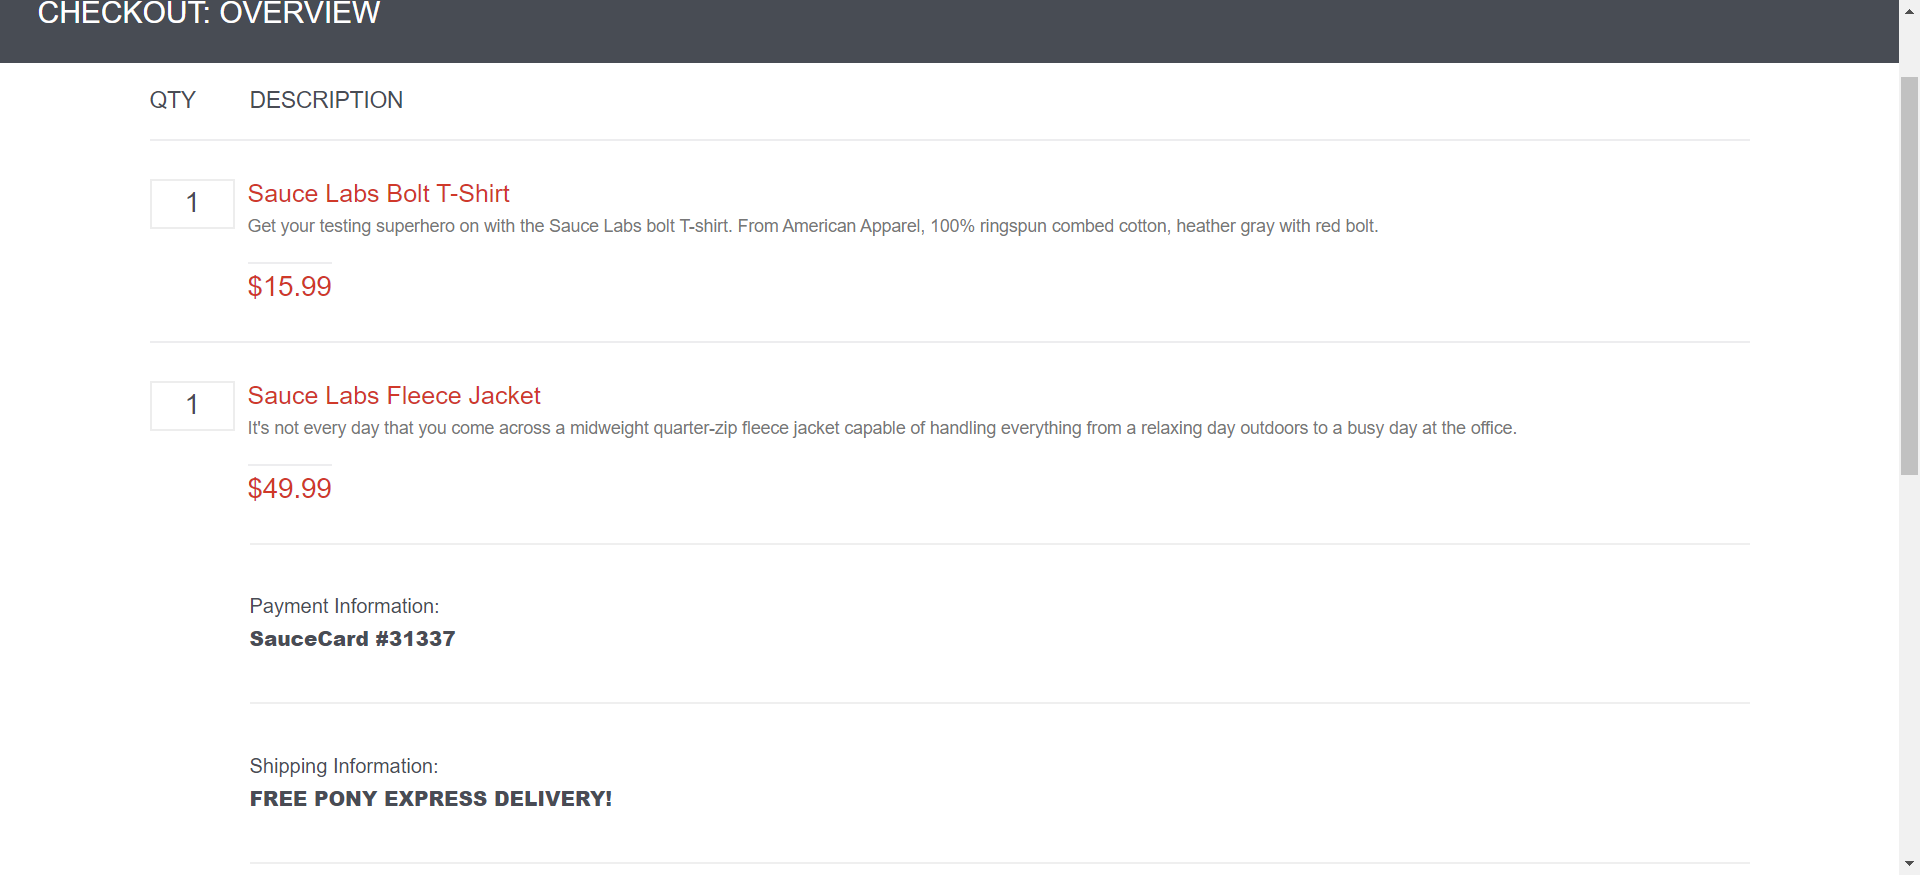 CHECKOUT: OVERVIEW
QTY DESCRIPTION
1 Sauce Labs Bolt T-Shirt
Get your testing superhero on with the Sauce Labs bolt T-shirt. From American Apparel, 100% ringspun combed cotton, heather gray with red bolt.
$15.99
1 Sauce Labs Fleece Jacket
It's not every day that you come across a midweight quarter-zip fleece jacket capable of handling everything from a relaxing day outdoors to a busy day at the office.
$49.99
Payment Information:
SauceCard #31337
Shipping Information:
FREE PONY EXPRESS DELIVERY!